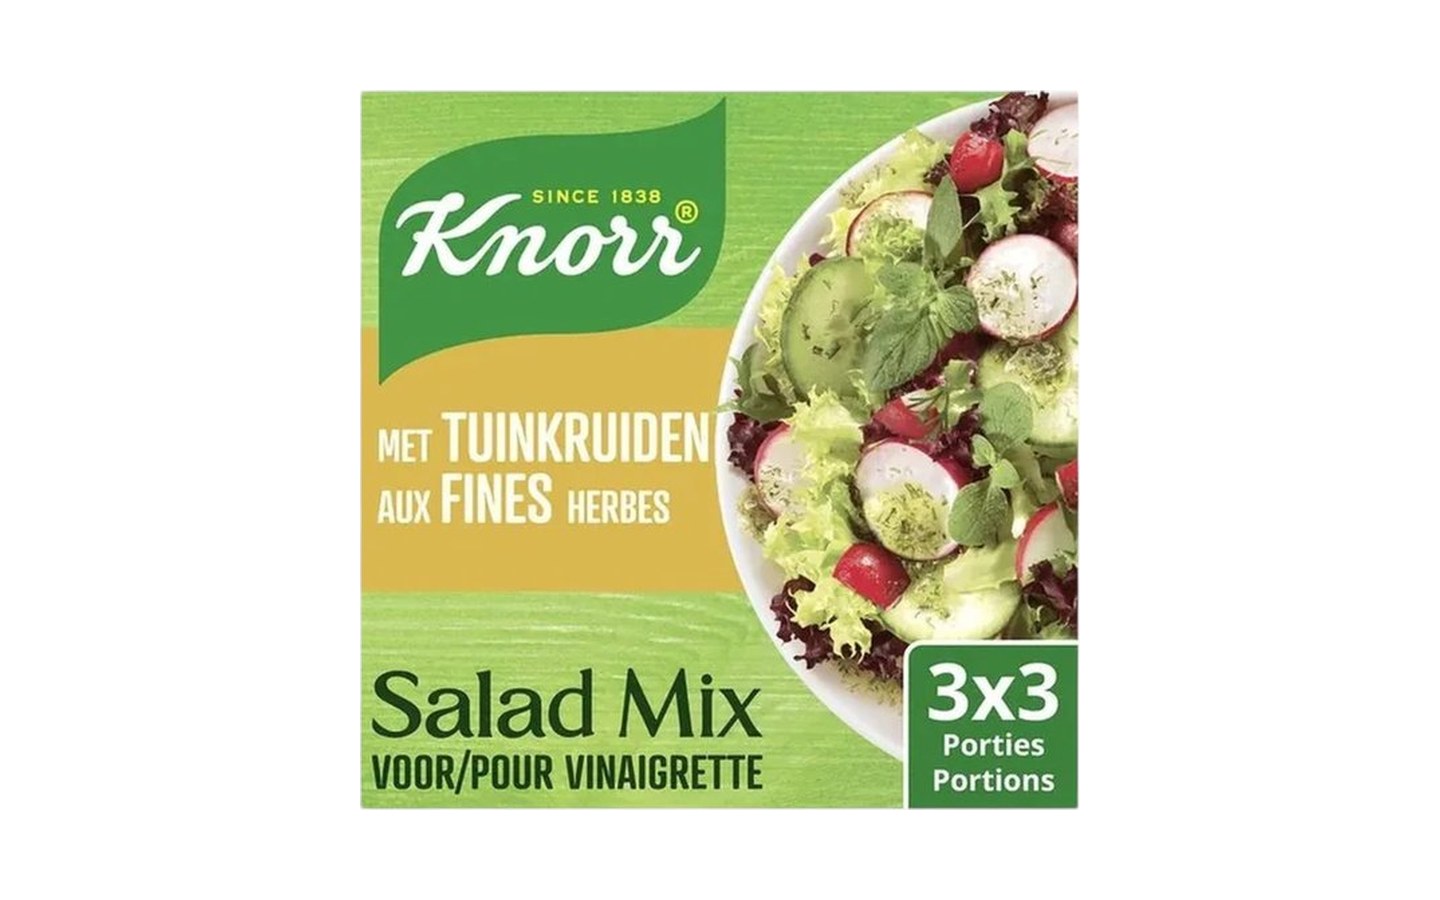 SINCE 1838
Knorr®
MET TUINKRUIDEN
AUX FINES HERBES
Salad Mix
VOOR/POUR VINAIGRETTE
3x3
Porties
Portions